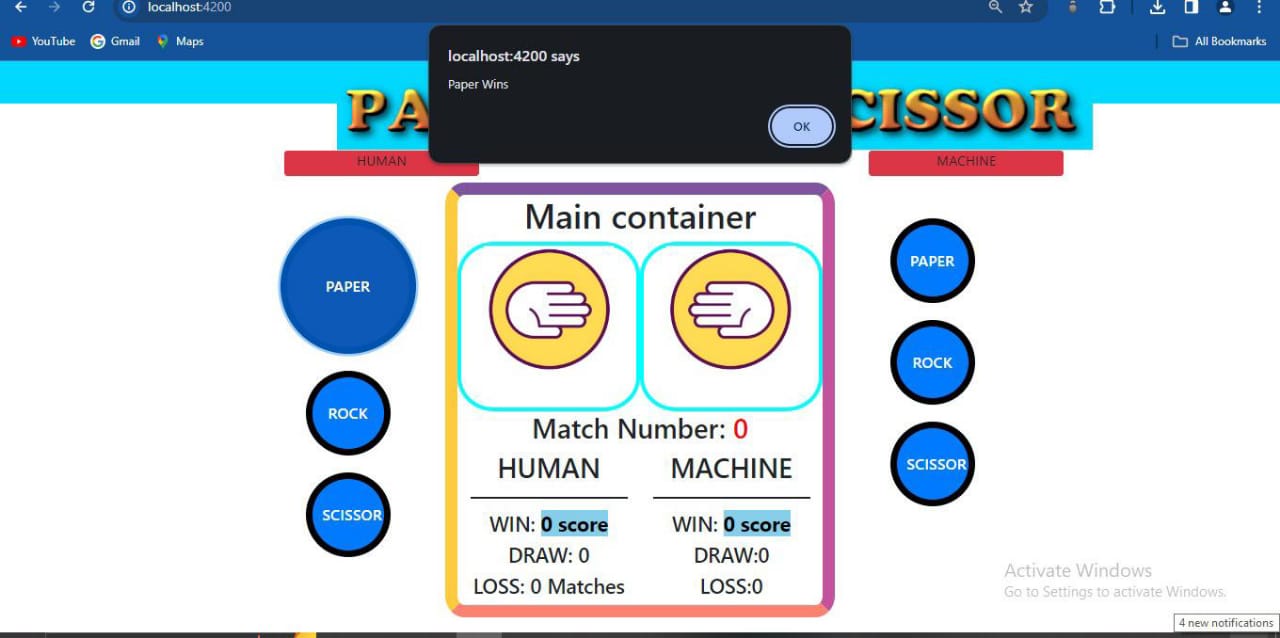 localhost:4200
YouTube
Gmail
Maps
All Bookmarks
localhost:4200 says
Paper Wins
OK
PA
CISSOR
HUMAN
MACHINE
Main container
PAPER
ROCK
SCISSOR
PAPER
ROCK
SCISSOR
Match Number: 0
HUMAN
MACHINE
WIN: 0 score
DRAW: 0
LOSS: 0 Matches
WIN: 0 score
DRAW:0
LOSS:0
Activate Windows
Go to Settings to activate Windows.
4 new notifications